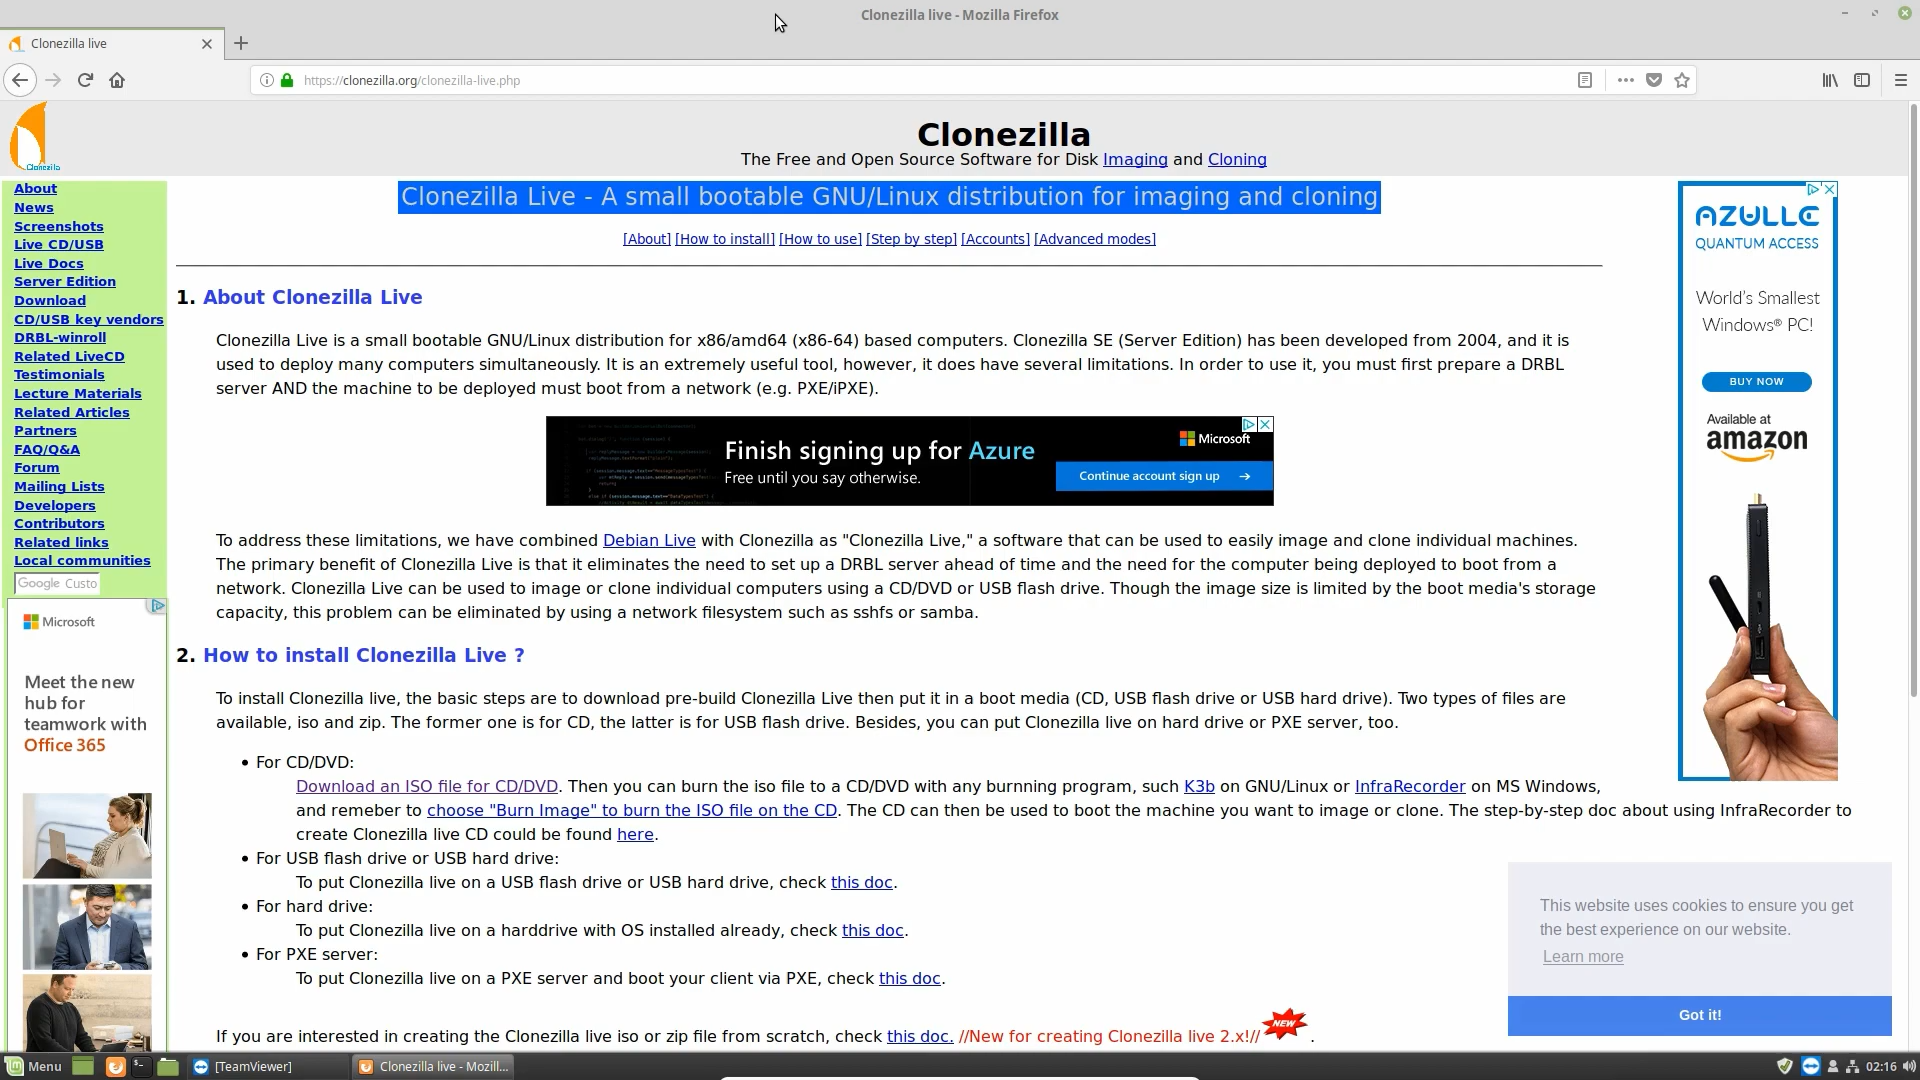 Clonezilla live - Mozilla Firefox
Clonezilla live
https://clonezilla.org/clonezilla-live.php
Clonezilla
Clonezilla
The Free and Open Source Software for Disk Imaging and Cloning
About
News
Screenshots
Live CD/USB
Live Docs
Server Edition
Download
CD/USB key vendors
DRBL-winroll
Related LiveCD
Testimonials
Lecture Materials
Related Articles
Partners
FAQ/Q&A
Forum
Mailing Lists
Developers
Contributors
Related links
Local communities
Google Custo
Microsoft
Meet the new
hub for
teamwork with
Office 365
Clonezilla Live - A small bootable GNU/Linux distribution for imaging and cloning
[About] [How to install] [How to use] [Step by step] [Accounts] [Advanced modes]
1. About Clonezilla Live
Clonezilla Live is a small bootable GNU/Linux distribution for x86/amd64 (x86-64) based computers. Clonezilla SE (Server Edition) has been developed from 2004, and it is
used to deploy many computers simultaneously. It is an extremely useful tool, however, it does have several limitations. In order to use it, you must first prepare a DRBL
server AND the machine to be deployed must boot from a network (e.g. PXE/iPXE).
Finish signing up for Azure
Free until you say otherwise.
Microsoft
Continue account sign up →
To address these limitations, we have combined Debian Live with Clonezilla as "Clonezilla Live," a software that can be used to easily image and clone individual machines.
The primary benefit of Clonezilla Live is that it eliminates the need to set up a DRBL server ahead of time and the need for the computer being deployed to boot from a
network. Clonezilla Live can be used to image or clone individual computers using a CD/DVD or USB flash drive. Though the image size is limited by the boot media's storage
capacity, this problem can be eliminated by using a network filesystem such as sshfs or samba.
2. How to install Clonezilla Live ?
To install Clonezilla live, the basic steps are to download pre-build Clonezilla Live then put it in a boot media (CD, USB flash drive or USB hard drive). Two types of files are
available, iso and zip. The former one is for CD, the latter is for USB flash drive. Besides, you can put Clonezilla live on hard drive or PXE server, too.
• For CD/DVD:
Download an ISO file for CD/DVD. Then you can burn the iso file to a CD/DVD with any burnning program, such K3b on GNU/Linux or InfraRecorder on MS Windows,
and remeber to choose "Burn Image" to burn the ISO file on the CD. The CD can then be used to boot the machine you want to image or clone. The step-by-step doc about using InfraRecorder to
create Clonezilla live CD could be found here.
• For USB flash drive or USB hard drive:
To put Clonezilla live on a USB flash drive or USB hard drive, check this doc.
• For hard drive:
To put Clonezilla live on a harddrive with OS installed already, check this doc.
• For PXE server:
To put Clonezilla live on a PXE server and boot your client via PXE, check this doc.
If you are interested in creating the Clonezilla live iso or zip file from scratch, check this doc. //New for creating Clonezilla live 2.x!// NEW .
AZULLE
QUANTUM ACCESS
World's Smallest
Windows® PC!
BUY NOW
Available at
amazon
This website uses cookies to ensure you get
the best experience on our website.
Learn more
Got it!
Menu
[TeamViewer]
Clonezilla live - Mozill...
02:16